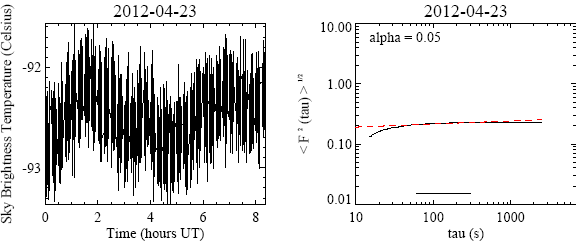 2012-04-23
Sky Brightness Temperature (Celsius)
-92
-93
0 2 4 6 8
Time (hours UT)
2012-04-23
alpha = 0.05
< F ² (tau) > ¹/²
10.00
1.00
0.10
0.01
10 100 1000
tau (s)